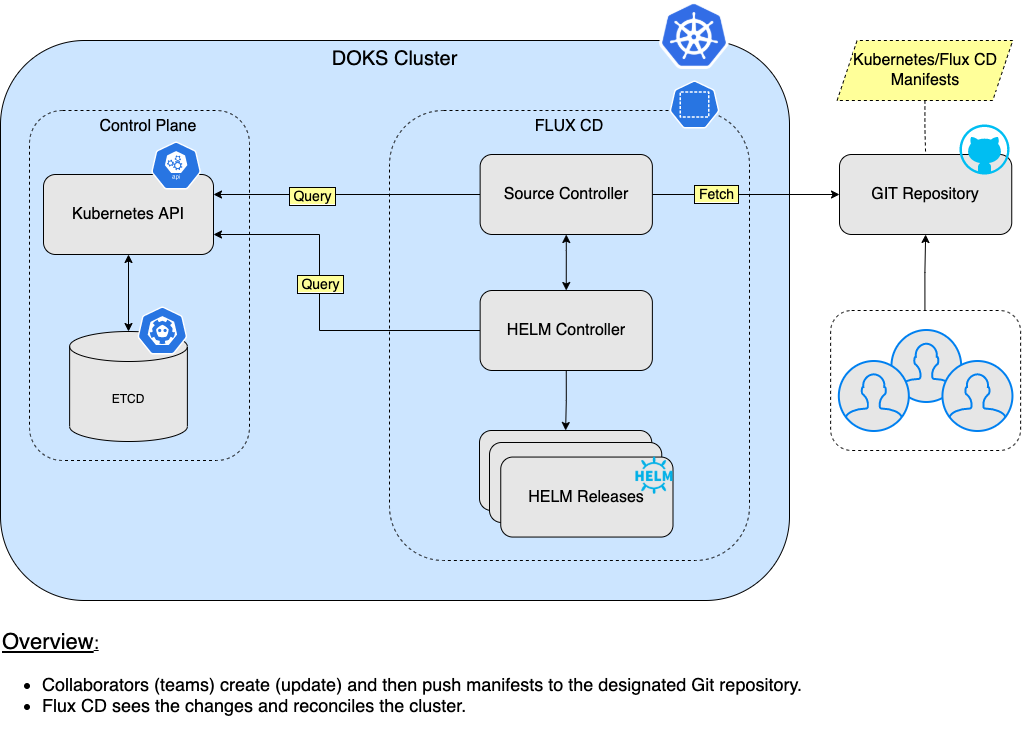 DOKS Cluster
Kubernetes/Flux CD
Manifests
Control Plane
FLUX CD
api
Kubernetes API
Query
Source Controller
Fetch
GIT Repository
Query
HELM Controller
ETCD
HELM
HELM Releases
Overview:
• Collaborators (teams) create (update) and then push manifests to the designated Git repository.
• Flux CD sees the changes and reconciles the cluster.